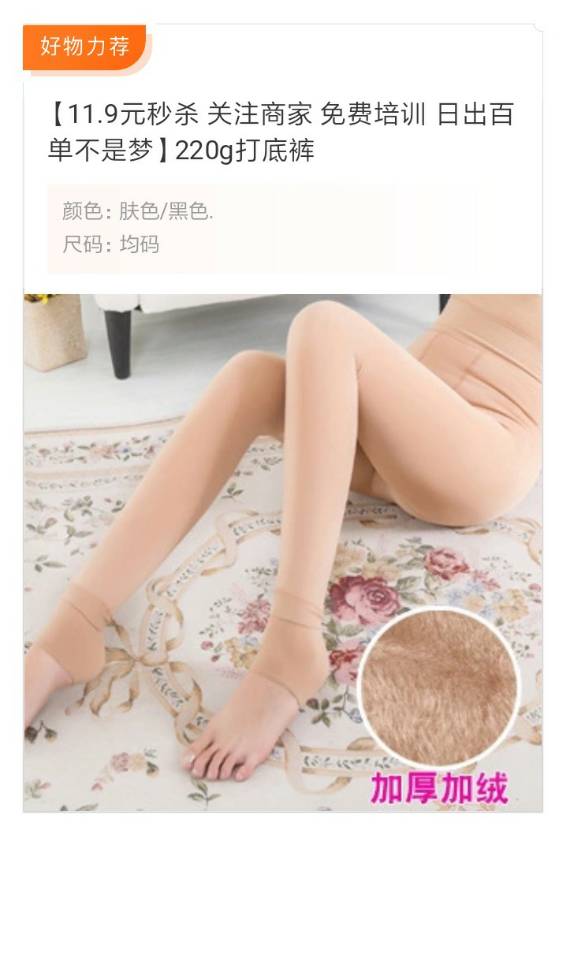 好物力荐
【11.9元秒杀 关注商家 免费培训 日出百
单不是梦】220g打底裤
颜色: 肤色/黑色.
尺码: 均码
加厚加绒